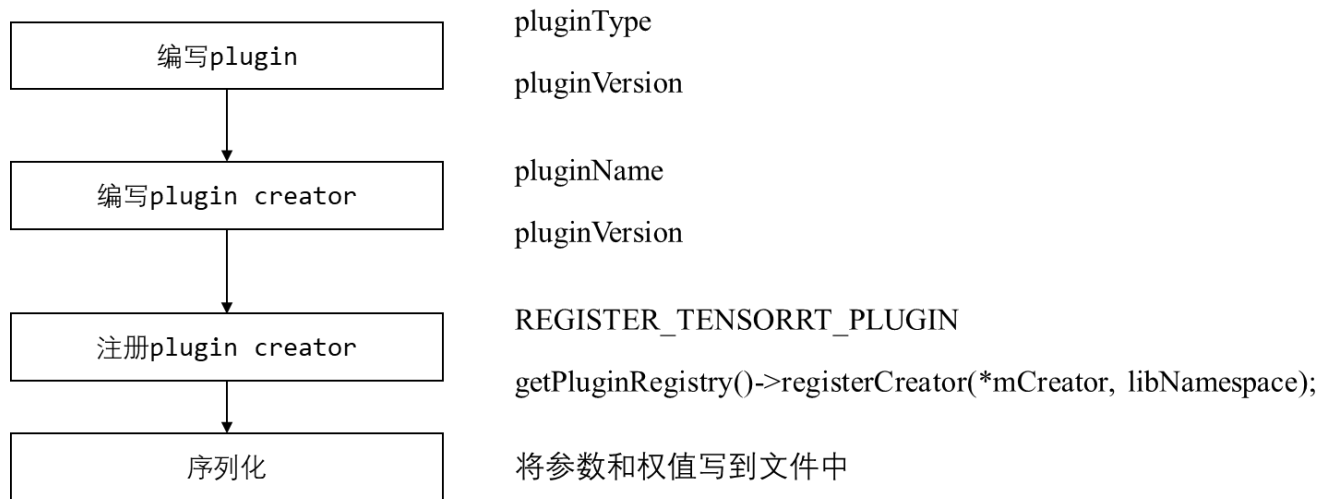 编写plugin
pluginType
pluginVersion
编写plugin creator
pluginName
pluginVersion
注册plugin creator
REGISTER_TENSORRT_PLUGIN
getPluginRegistry()->registerCreator(*mCreator, libNamespace);
序列化
将参数和权值写到文件中